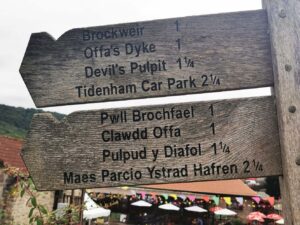 Brockweir 1
Offa's Dyke 1
Devil's Pulpit 1¼
Tidenham Car Park 2¼
Pwll Brochfael 1
Clawdd Offa 1
Pulpud y Diafol 1¼
Maes Parcio Ystrad Hafren 2¼